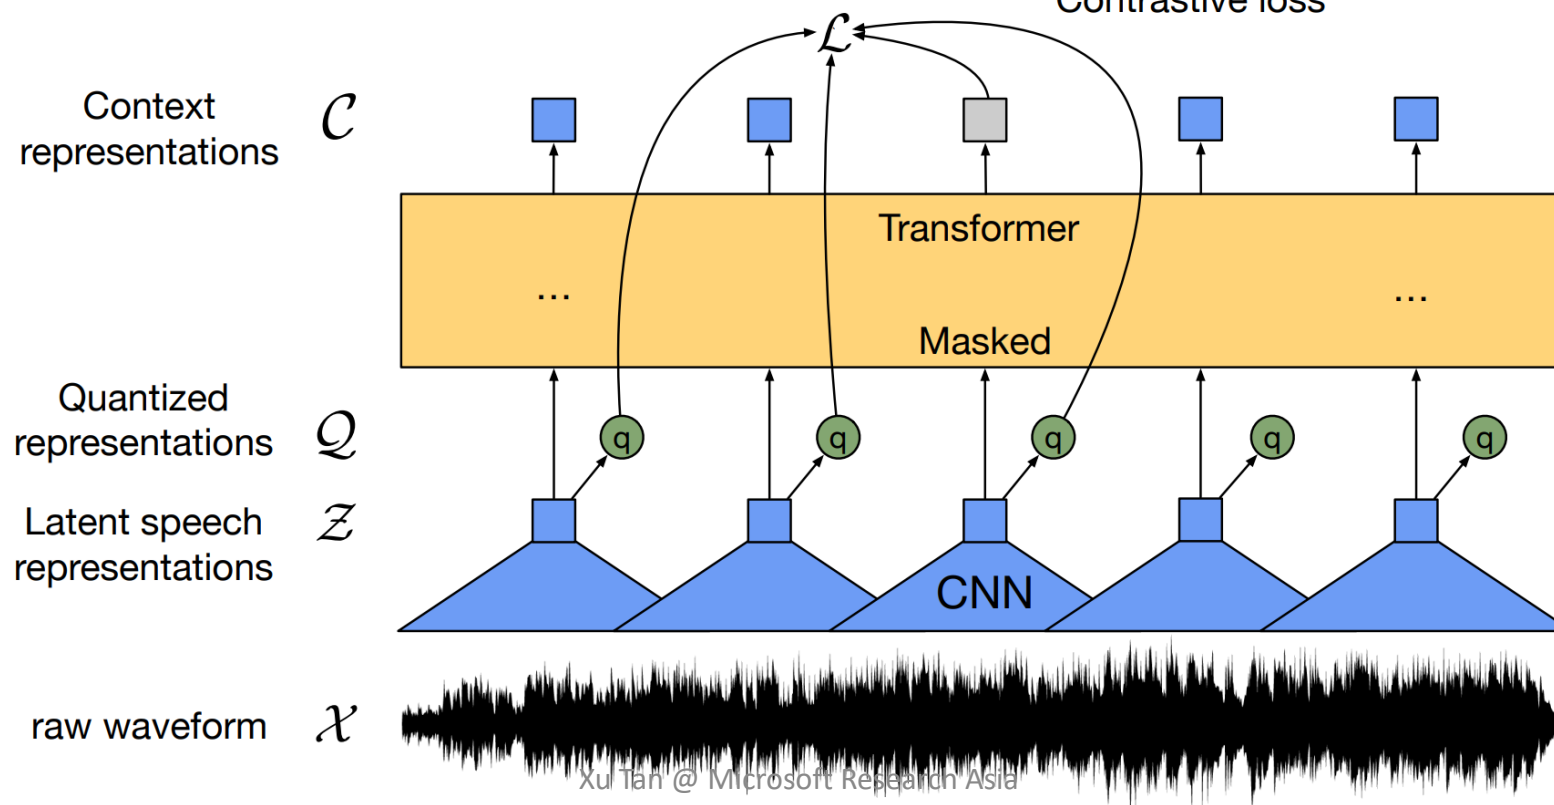 Contrastive loss
ℒ
Context
representations
𝒞
Transformer
...
...
Masked
Quantized
representations
𝒬
q
q
q
q
q
Latent speech
representations
𝒵
CNN
raw waveform
𝒳
Xu Tan @ Microsoft Research Asia